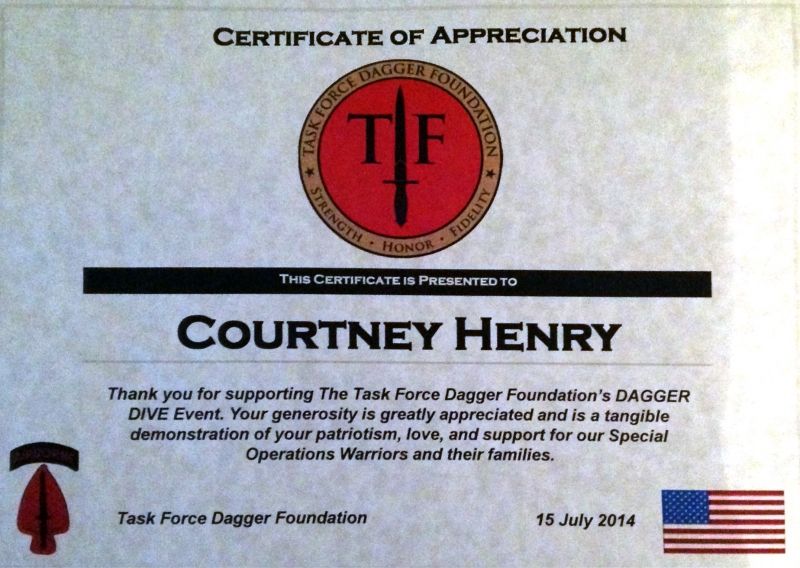 CERTIFICATE OF APPRECIATION
TASK FORCE DAGGER FOUNDATION
TF
STRENGTH • HONOR • FIDELITY
THIS CERTIFICATE IS PRESENTED TO
COURTNEY HENRY
Thank you for supporting The Task Force Dagger Foundation's DAGGER
DIVE Event. Your generosity is greatly appreciated and is a tangible
demonstration of your patriotism, love, and support for our Special
Operations Warriors and their families.
AIRBORNE
Task Force Dagger Foundation
15 July 2014